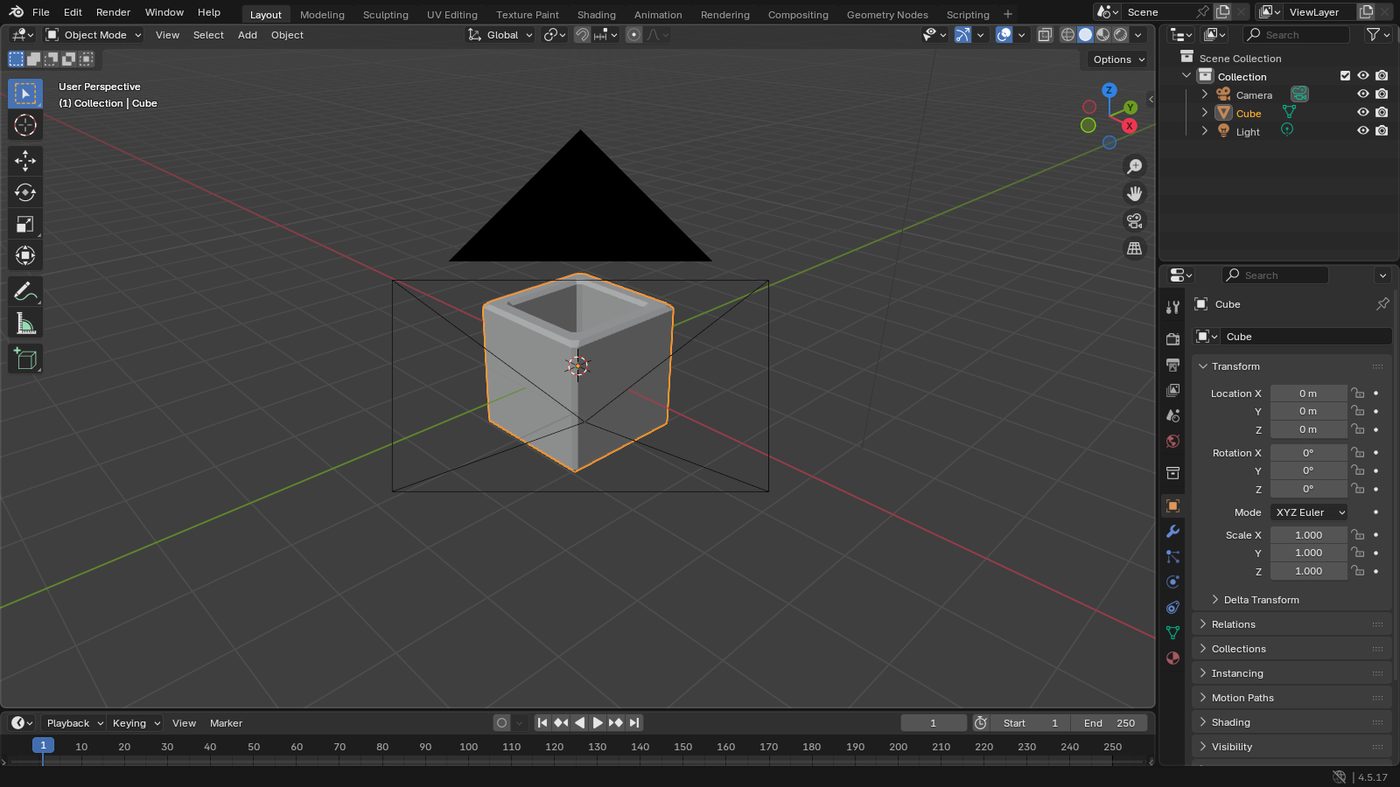 File Edit Render Window Help Layout Modeling Sculpting UV Editing Texture Paint Shading Animation Rendering Compositing Geometry Nodes Scripting Scene ViewLayer
Object Mode View Select Add Object Global Search
Options
User Perspective
(1) Collection | Cube
Z
Y
X
Scene Collection
Collection
Camera
Cube
Light
Search
Cube
Cube
Transform
Location X 0 m
Y 0 m
Z 0 m
Rotation X 0°
Y 0°
Z 0°
Mode XYZ Euler
Scale X 1.000
Y 1.000
Z 1.000
Delta Transform
Relations
Collections
Instancing
Motion Paths
Shading
Visibility
Playback Keying View Marker 1 Start 1 End 250
1 10 20 30 40 50 60 70 80 90 100 110 120 130 140 150 160 170 180 190 200 210 220 230 240 250
4.5.17